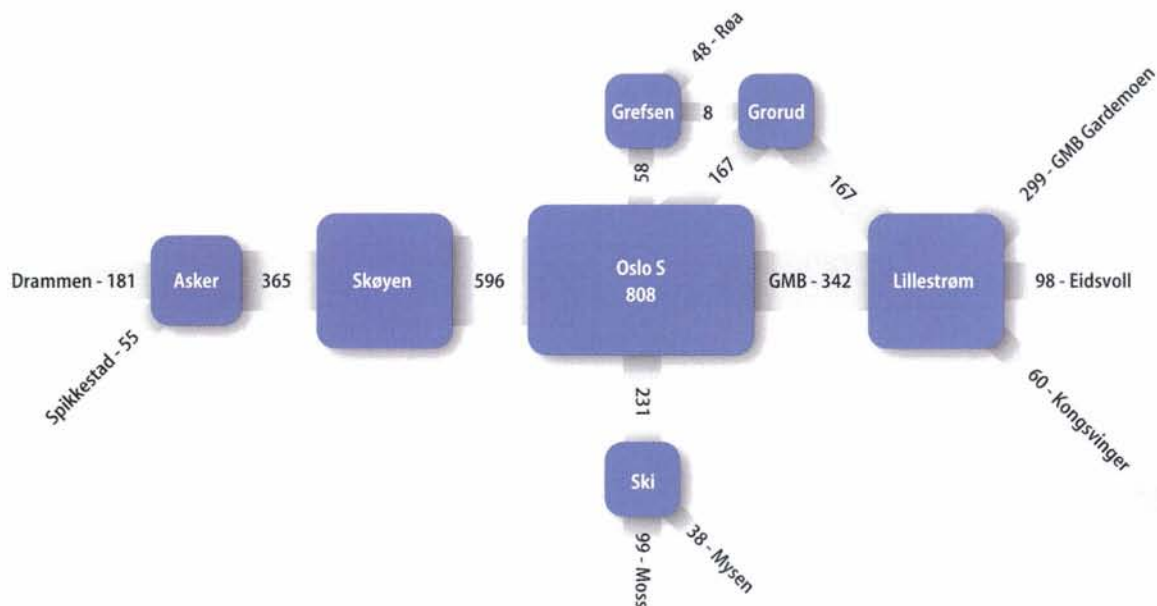 48 - Røa
Grefsen
8
Grorud
58
167
167
299 - GMB Gardemoen
Drammen - 181
Asker
365
Skøyen
596
Oslo S
808
GMB - 342
Lillestrøm
98 - Eidsvoll
Spikkestad - 55
231
60 - Kongsvinger
Ski
99 - Moss
38 - Mysen